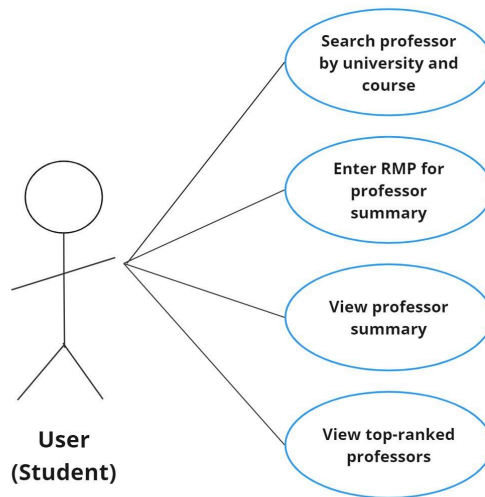 Search professor
by university and
course
Enter RMP for
professor
summary
View professor
summary
View top-ranked
professors
User
(Student)